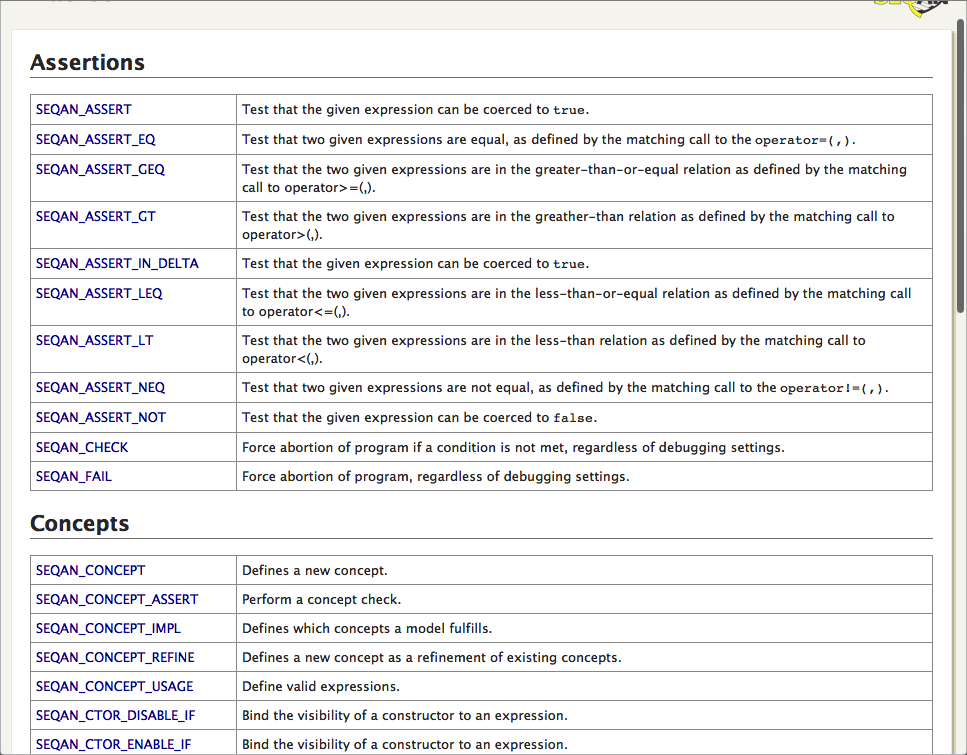 Assertions
SEQAN_ASSERT Test that the given expression can be coerced to true.
SEQAN_ASSERT_EQ Test that two given expressions are equal, as defined by the matching call to the operator=(,).
SEQAN_ASSERT_GEQ Test that the two given expressions are in the greater-than-or-equal relation as defined by the matching
call to operator>=(,).
SEQAN_ASSERT_GT Test that the two given expressions are in the greather-than relation as defined by the matching call to
operator>(,).
SEQAN_ASSERT_IN_DELTA Test that the given expression can be coerced to true.
SEQAN_ASSERT_LEQ Test that the two given expressions are in the less-than-or-equal relation as defined by the matching call
to operator<=(,).
SEQAN_ASSERT_LT Test that the two given expressions are in the less-than relation as defined by the matching call to
operator<(,).
SEQAN_ASSERT_NEQ Test that two given expressions are not equal, as defined by the matching call to the operator!=(,).
SEQAN_ASSERT_NOT Test that the given expression can be coerced to false.
SEQAN_CHECK Force abortion of program if a condition is not met, regardless of debugging settings.
SEQAN_FAIL Force abortion of program, regardless of debugging settings.
Concepts
SEQAN_CONCEPT Defines a new concept.
SEQAN_CONCEPT_ASSERT Perform a concept check.
SEQAN_CONCEPT_IMPL Defines which concepts a model fulfills.
SEQAN_CONCEPT_REFINE Defines a new concept as a refinement of existing concepts.
SEQAN_CONCEPT_USAGE Define valid expressions.
SEQAN_CTOR_DISABLE_IF Bind the visibility of a constructor to an expression.
SEQAN_CTOR_ENABLE_IF Bind the visibility of a constructor to an expression.